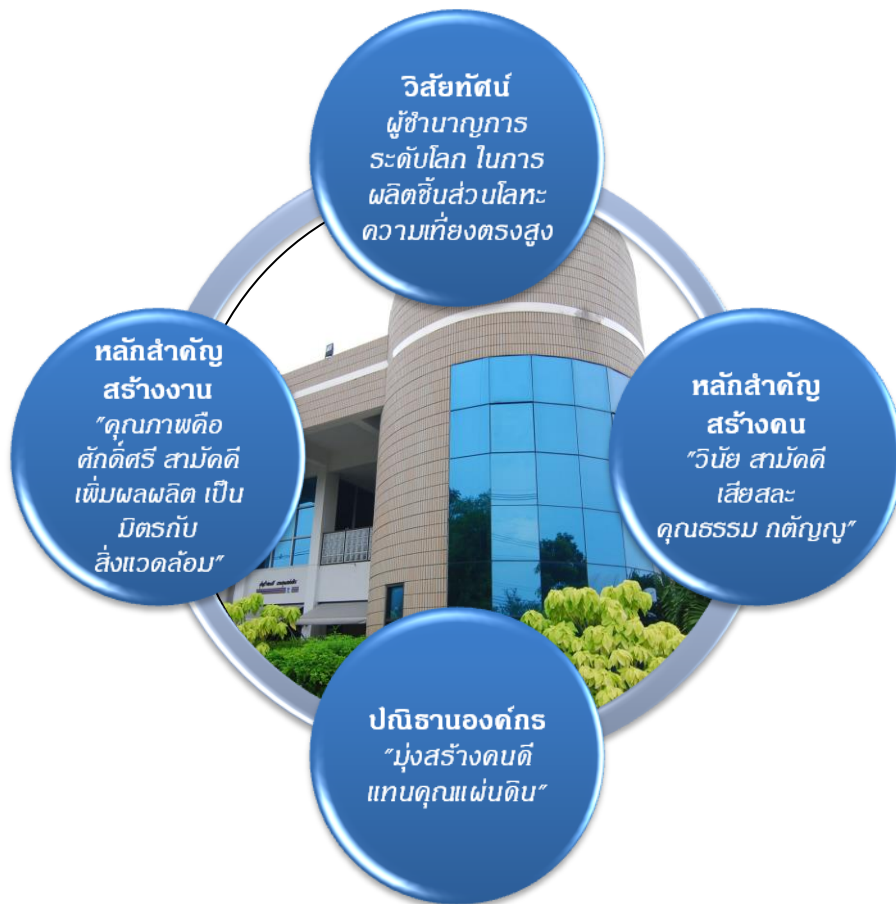 วิสัยทัศน์
ผู้ชำนาญการ
ระดับโลก ในการ
ผลิตชิ้นส่วนโลหะ
ความเที่ยงตรงสูง
หลักสำคัญ
สร้างงาน
"คุณภาพคือ
ศักดิ์ศรี สามัคคี
เพิ่มผลผลิต เป็น
มิตรกับ
สิ่งแวดล้อม"
หลักสำคัญ
สร้างคน
"วินัย สามัคคี
เสียสละ
คุณธรรม กตัญญู"
ปณิธานองค์กร
"มุ่งสร้างคนดี
แทนคุณแผ่นดิน"